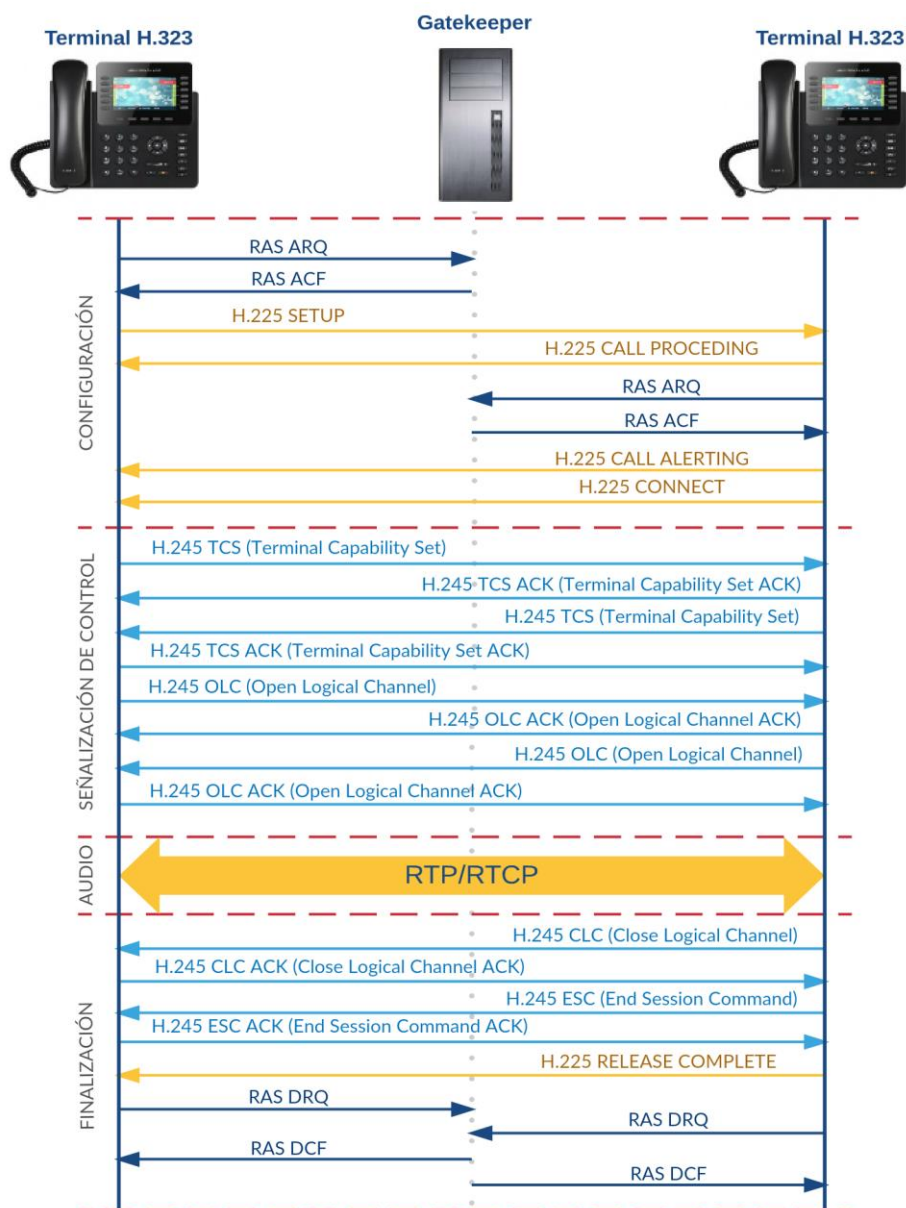 Gatekeeper
Terminal H.323
Terminal H.323
CONFIGURACIÓN
RAS ARQ
RAS ACF
H.225 SETUP
H.225 CALL PROCEDING
RAS ARQ
RAS ACF
H.225 CALL ALERTING
H.225 CONNECT
SEÑALIZACIÓN DE CONTROL
H.245 TCS (Terminal Capability Set)
H.245 TCS ACK (Terminal Capability Set ACK)
H.245 TCS (Terminal Capability Set)
H.245 TCS ACK (Terminal Capability Set ACK)
H.245 OLC (Open Logical Channel)
H.245 OLC ACK (Open Logical Channel ACK)
H.245 OLC (Open Logical Channel)
H.245 OLC ACK (Open Logical Channel ACK)
AUDIO
RTP/RTCP
FINALIZACIÓN
H.245 CLC (Close Logical Channel)
H.245 CLC ACK (Close Logical Channel ACK)
H.245 ESC (End Session Command)
H.245 ESC ACK (End Session Command ACK)
H.225 RELEASE COMPLETE
RAS DRQ
RAS DRQ
RAS DCF
RAS DCF